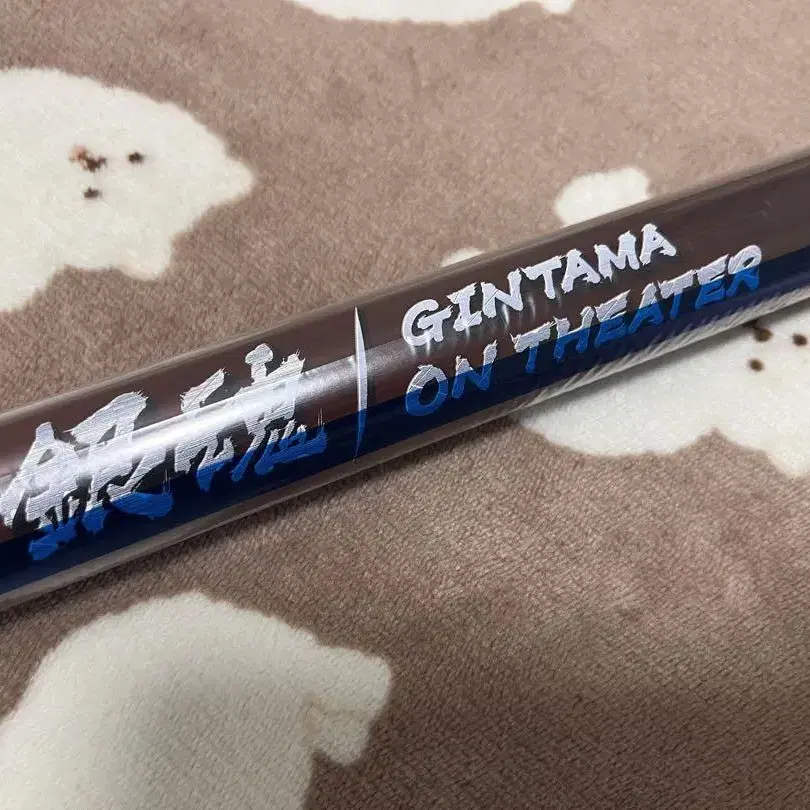 銀魂
GINTAMA
ON THEATER